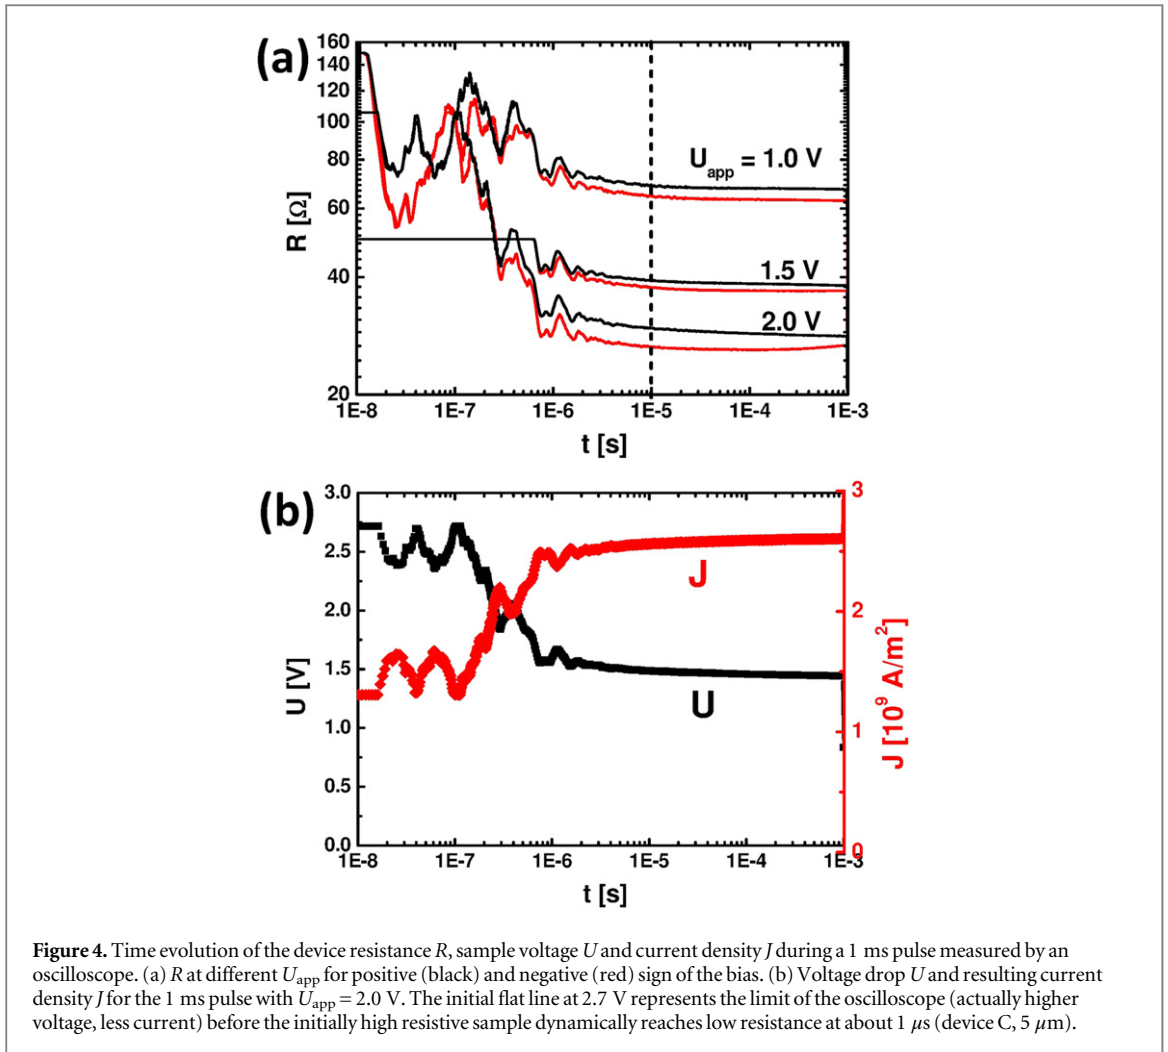 (a)
160
140
120
100
80
60
40
20
R [Ω]
U_app = 1.0 V
1.5 V
2.0 V
1E-8 1E-7 1E-6 1E-5 1E-4 1E-3
t [s]
(b)
3.0
2.5
2.0
1.5
1.0
0.5
0.0
U [V]
J
U
3
2
1
0
J [10^9 A/m^2]
1E-8 1E-7 1E-6 1E-5 1E-4 1E-3
t [s]
Figure 4. Time evolution of the device resistance R, sample voltage U and current density J during a 1 ms pulse measured by an
oscilloscope. (a) R at different U_app for positive (black) and negative (red) sign of the bias. (b) Voltage drop U and resulting current
density J for the 1 ms pulse with U_app = 2.0 V. The initial flat line at 2.7 V represents the limit of the oscilloscope (actually higher
voltage, less current) before the initially high resistive sample dynamically reaches low resistance at about 1 μs (device C, 5 μm).